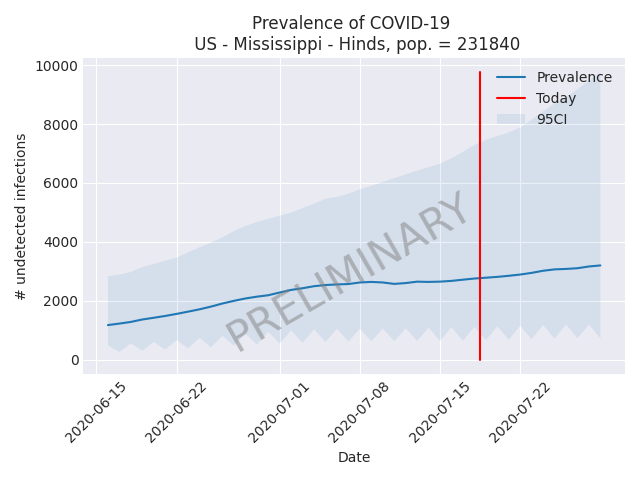 Prevalence of COVID-19
US - Mississippi - Hinds, pop. = 231840
10000
8000
6000
4000
2000
0
# undetected infections
Prevalence
Today
95CI
PRELIMINARY
2020-06-15
2020-06-22
2020-07-01
2020-07-08
2020-07-15
2020-07-22
Date